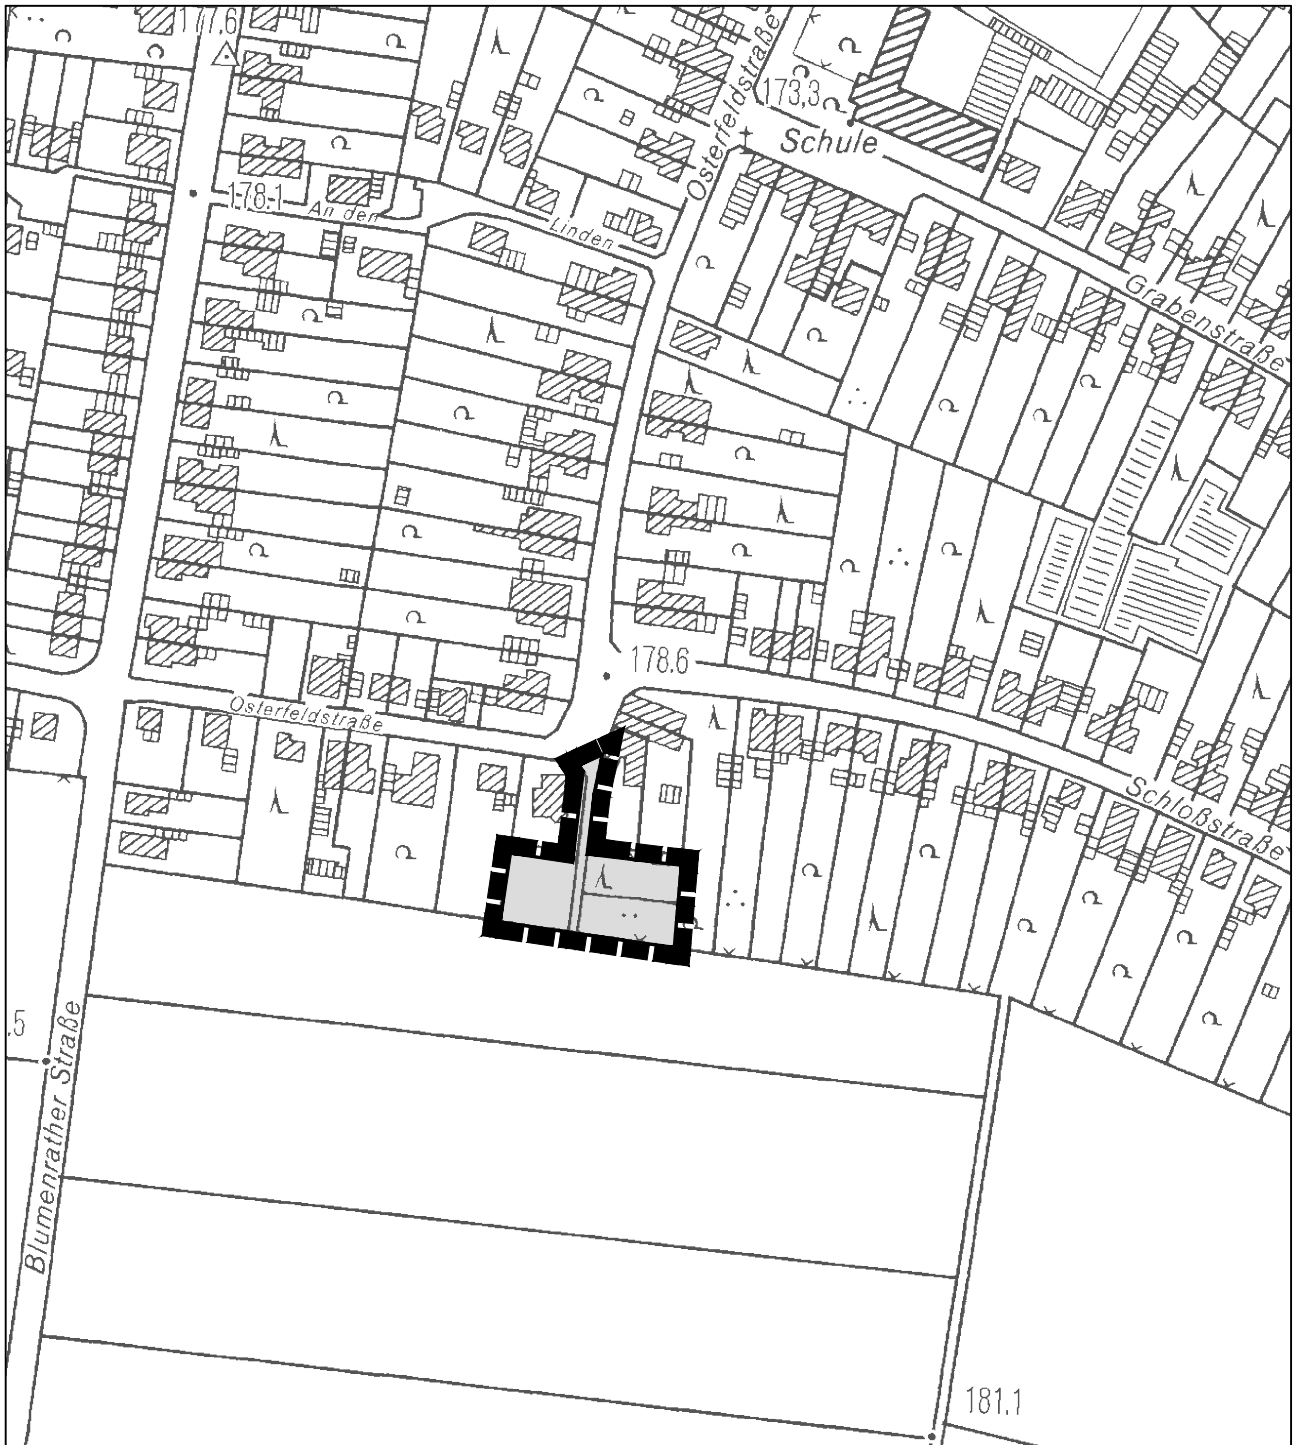 177,6
Osterfeldstraße
173,3
Schule
178.1
An den
Linden
Grabenstraße
178.6
Osterfeldstraße
Schloßstraße
.5
Blumenrather Straße
181.1